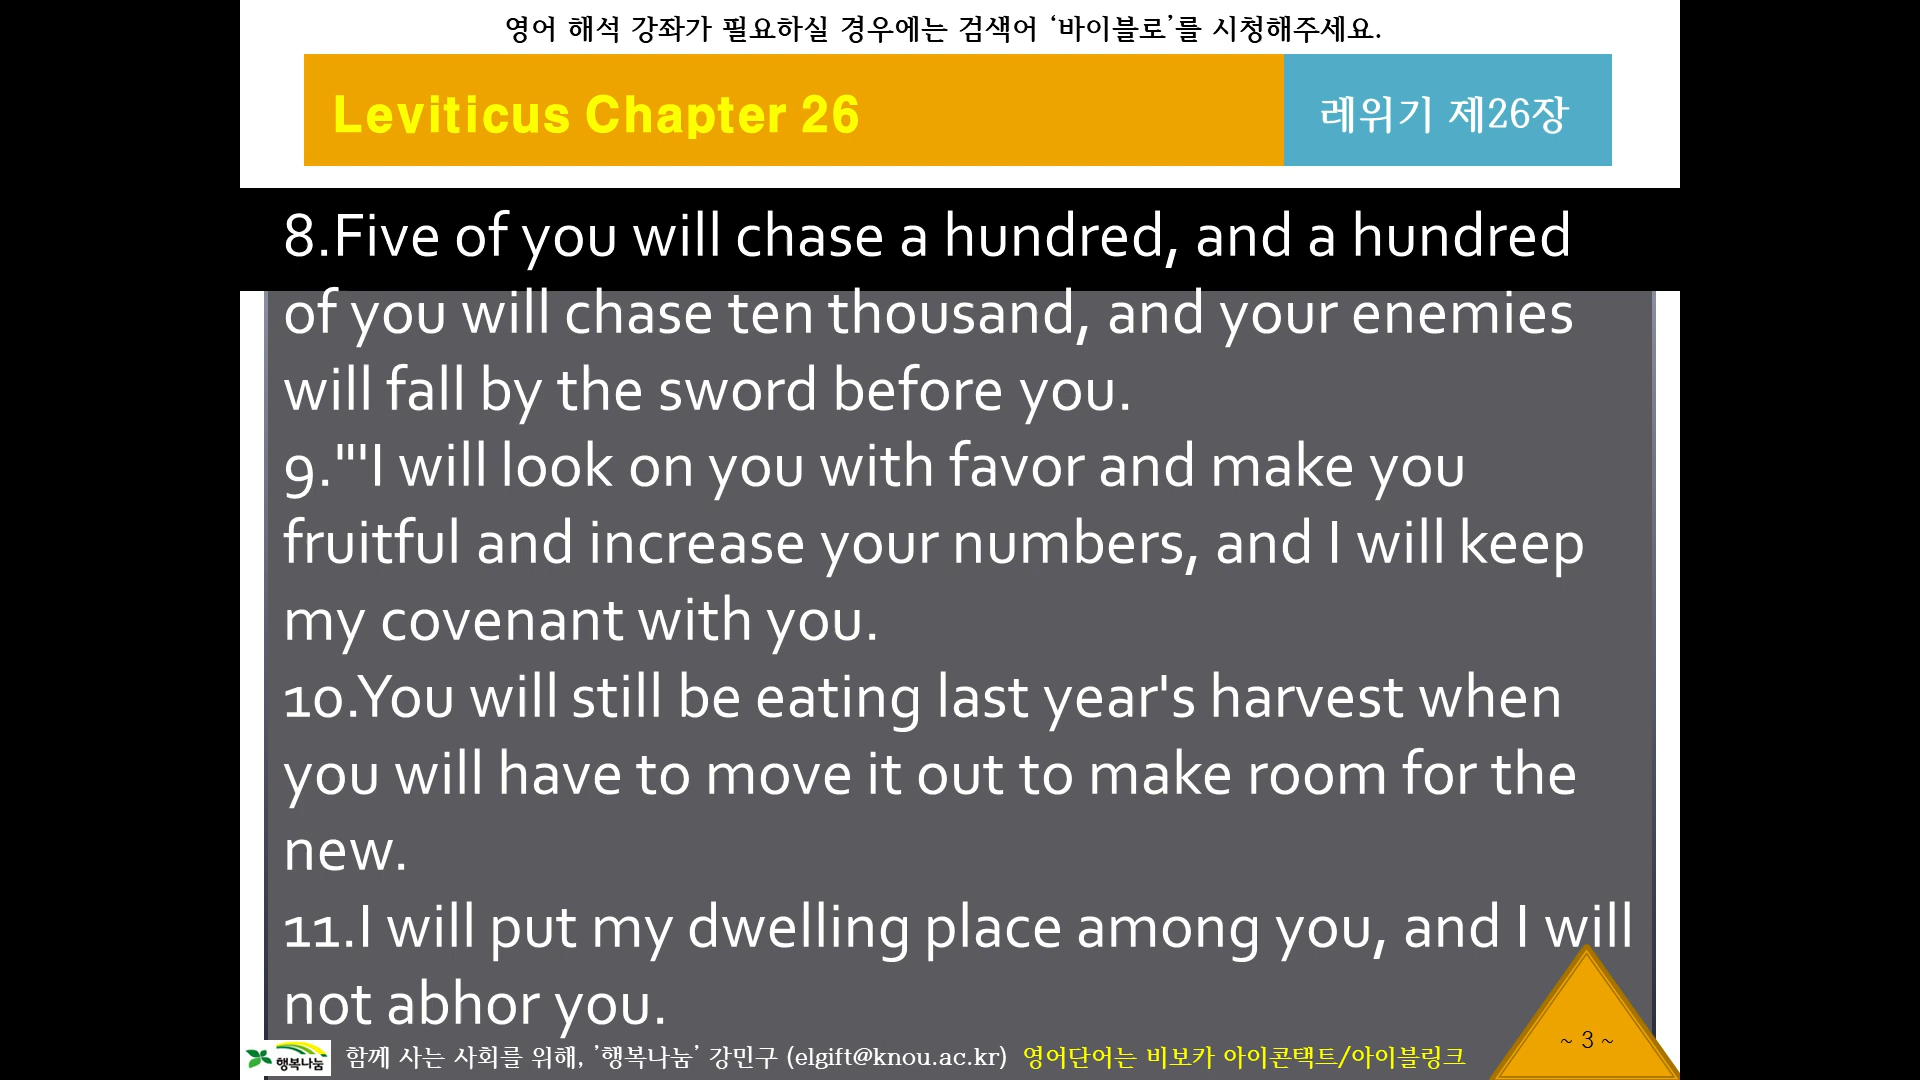 영어 해석 강좌가 필요하실 경우에는 검색어 ‘바이블로’를 시청해주세요.
Leviticus Chapter 26
레위기 제26장
8.Five of you will chase a hundred, and a hundred
of you will chase ten thousand, and your enemies
will fall by the sword before you.
9."'I will look on you with favor and make you
fruitful and increase your numbers, and I will keep
my covenant with you.
10.You will still be eating last year's harvest when
you will have to move it out to make room for the
new.
11.I will put my dwelling place among you, and I will
not abhor you.
~ 3 ~
행복나눔
함께 사는 사회를 위해, ’행복나눔’ 강민구 (elgift@knou.ac.kr) 영어단어는 비보카 아이콘택트/아이블링크